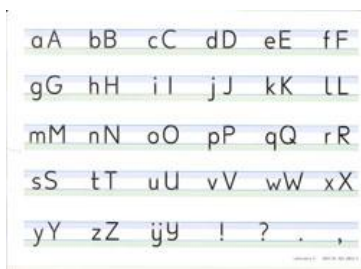 aA bB cC dD eE fF
gG hH iI jJ kK lL
mM nN oO pP qQ rR
sS tT uU vV wW xX
yY zZ ÿY ! ? . ,